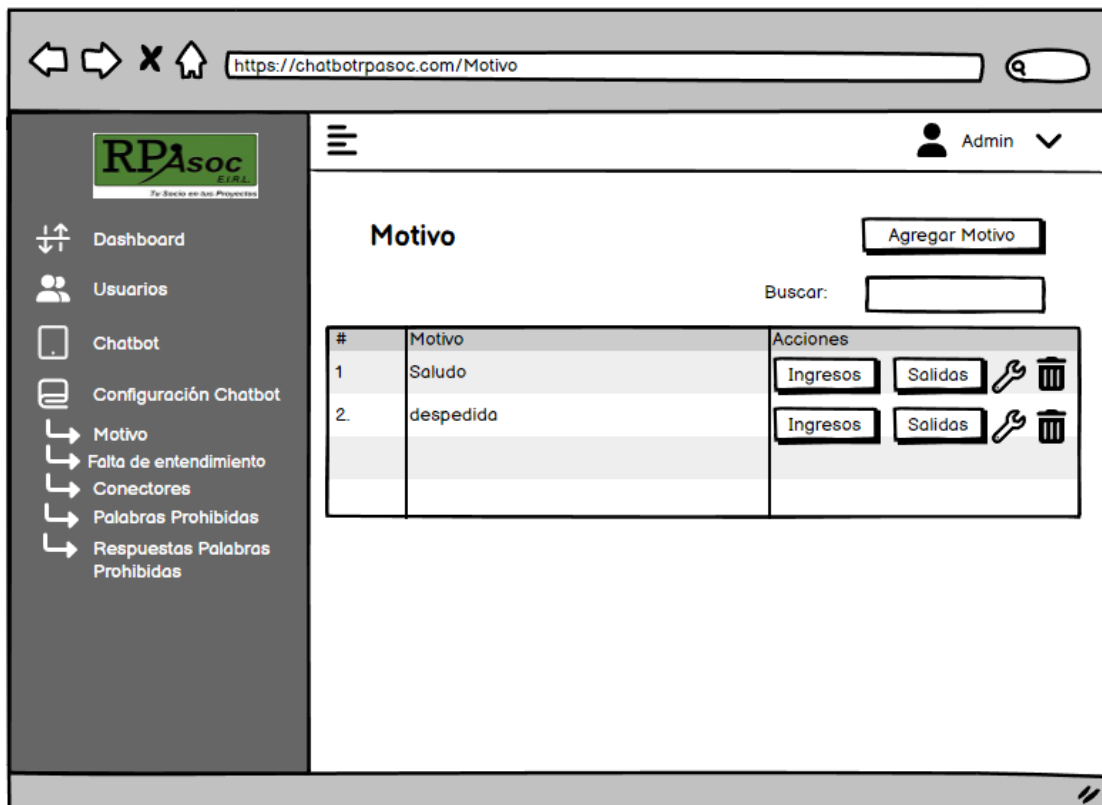 https://chatbotrpasoc.com/Motivo
RPAsoc
E.I.R.L.
Tu Socio en tus Proyectos
Admin
Dashboard
Usuarios
Chatbot
Configuración Chatbot
Motivo
Falta de entendimiento
Conectores
Palabras Prohibidas
Respuestas Palabras
Prohibidas
Motivo
Agregar Motivo
Buscar:
# Motivo Acciones
1 Saludo Ingresos Salidas
2. despedida Ingresos Salidas